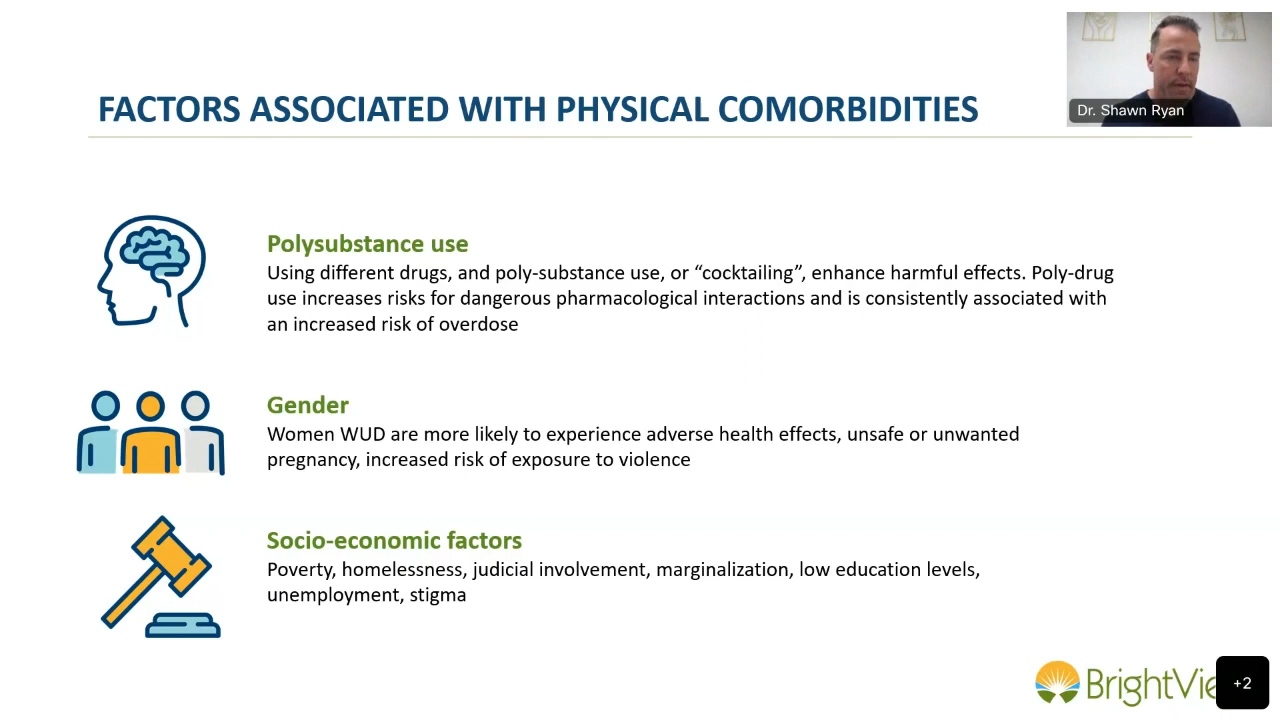 FACTORS ASSOCIATED WITH PHYSICAL COMORBIDITIES
Dr. Shawn Ryan
Polysubstance use
Using different drugs, and poly-substance use, or “cocktailing”, enhance harmful effects. Poly-drug
use increases risks for dangerous pharmacological interactions and is consistently associated with
an increased risk of overdose
Gender
Women WUD are more likely to experience adverse health effects, unsafe or unwanted
pregnancy, increased risk of exposure to violence
Socio-economic factors
Poverty, homelessness, judicial involvement, marginalization, low education levels,
unemployment, stigma
BrightVie
+2